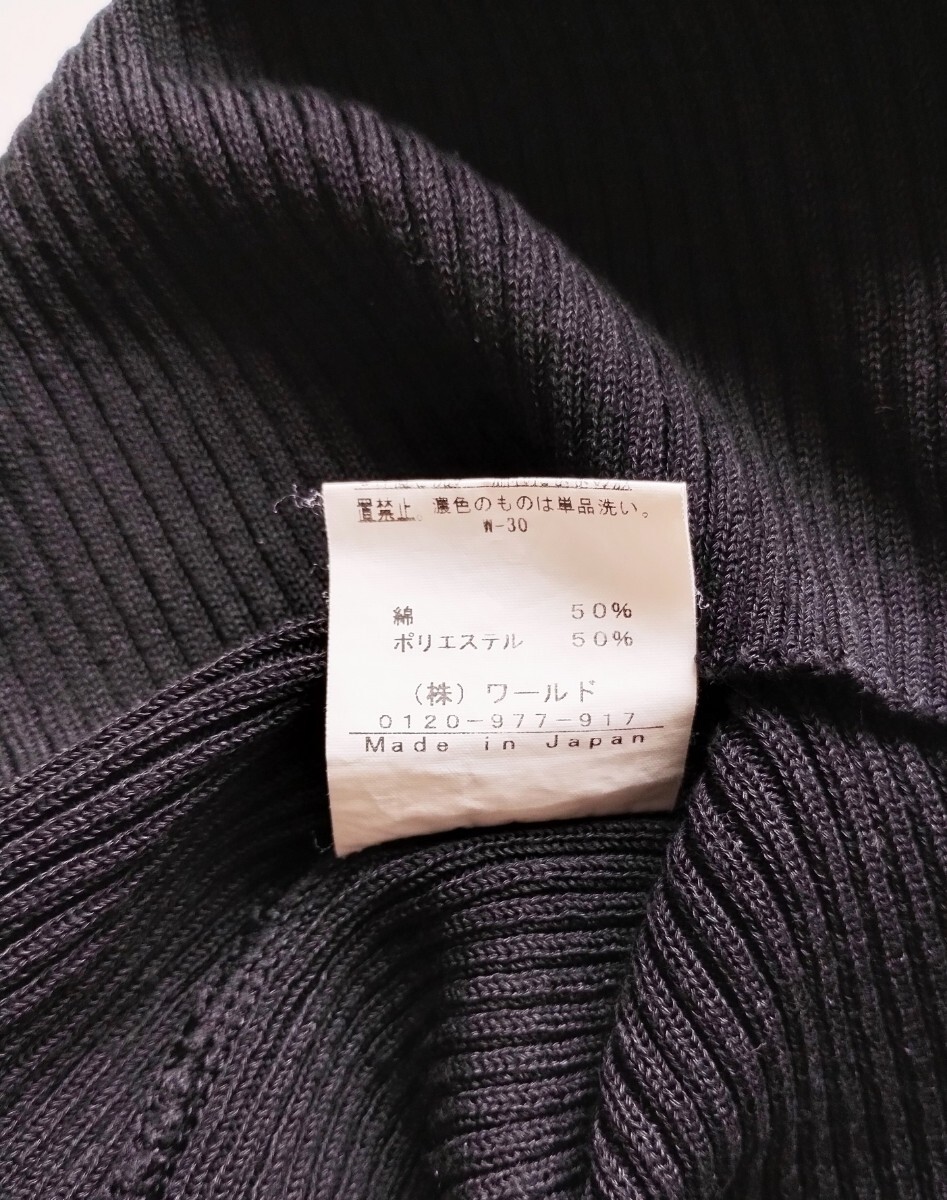 置禁止。濃色のものは単品洗い。
W-30
綿 50%
ポリエステル 50%
(株)ワールド
0120-977-917
Made in Japan